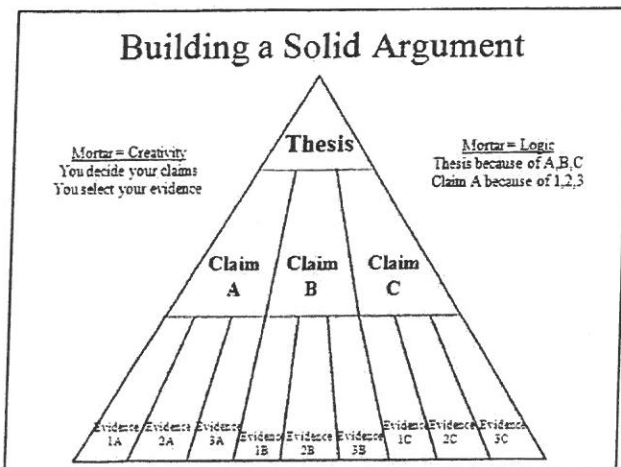 Building a Solid Argument
Thesis
Mortar = Creativity
You decide your claims
You select your evidence
Mortar = Logic
Thesis because of A,B,C
Claim A because of 1,2,3
Claim
A
Claim
B
Claim
C
Evidence
1A
Evidence
2A
Evidence
3A
Evidence
1B
Evidence
2B
Evidence
3B
Evidence
1C
Evidence
2C
Evidence
3C